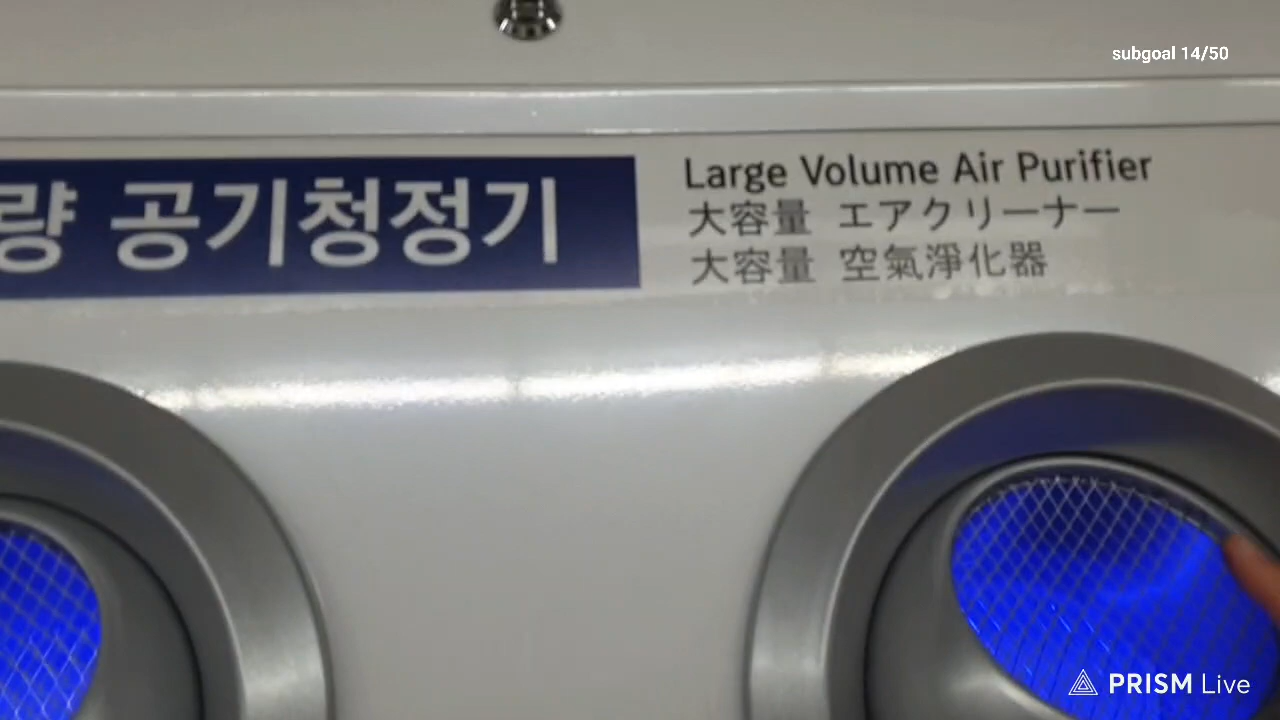 subgoal 14/50
량 공기청정기
Large Volume Air Purifier
大容量 エアクリーナー
大容量 空氣淨化器
PRISM Live